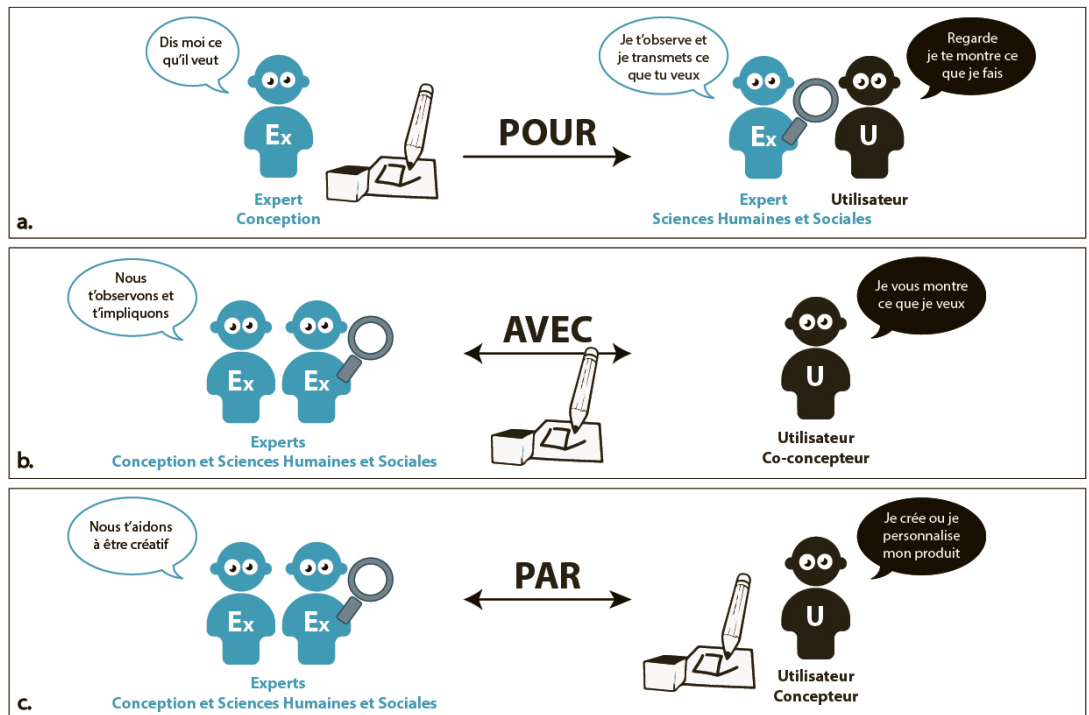 Dis moi ce
qu'il veut
Ex
Expert
Conception
POUR
Je t'observe et
je transmets ce
que tu veux
Regarde
je te montre ce
que je fais
Ex
U
Expert
Sciences Humaines et Sociales
Utilisateur
a.
Nous
t'observons et
t'impliquons
Ex
Ex
Experts
Conception et Sciences Humaines et Sociales
AVEC
Je vous montre
ce que je veux
U
Utilisateur
Co-concepteur
b.
Nous t'aidons
à être créatif
Ex
Ex
Experts
Conception et Sciences Humaines et Sociales
PAR
Je crée ou je
personnalise
mon produit
U
Utilisateur
Concepteur
c.